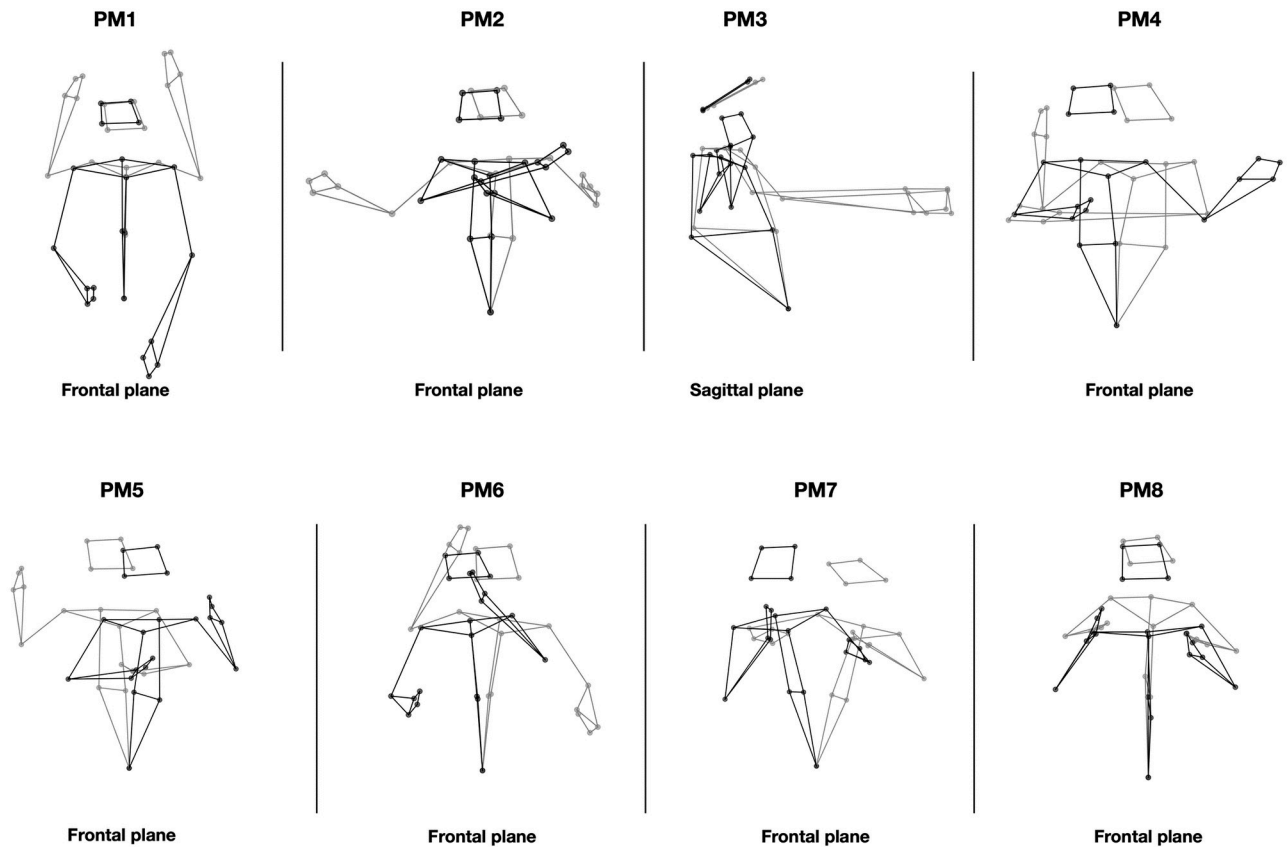 PM1 PM2 PM3 PM4
Frontal plane Frontal plane Sagittal plane Frontal plane
PM5 PM6 PM7 PM8
Frontal plane Frontal plane Frontal plane Frontal plane